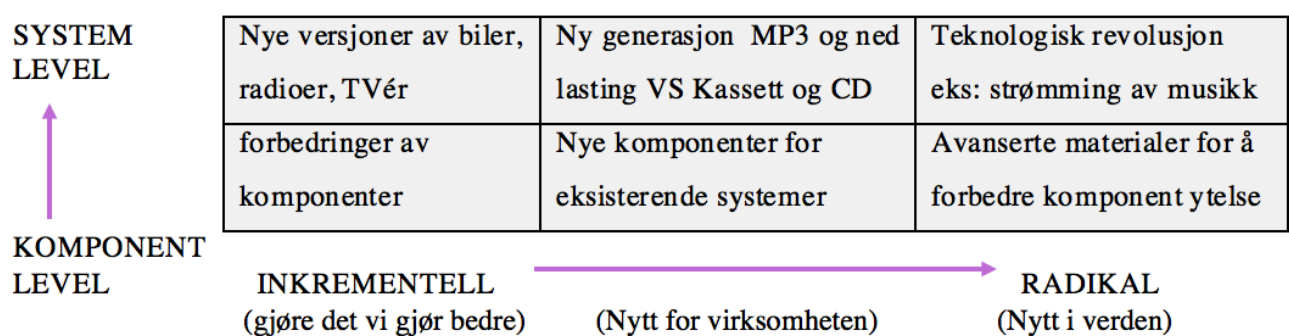 SYSTEM
LEVEL
Nye versjoner av biler,
radioer, TVér
Ny generasjon MP3 og ned
lasting VS Kassett og CD
Teknologisk revolusjon
eks: strømming av musikk
forbedringer av
komponenter
Nye komponenter for
eksisterende systemer
Avanserte materialer for å
forbedre komponent ytelse
KOMPONENT
LEVEL
INKREMENTELL
(gjøre det vi gjør bedre)
(Nytt for virksomheten)
RADIKAL
(Nytt i verden)